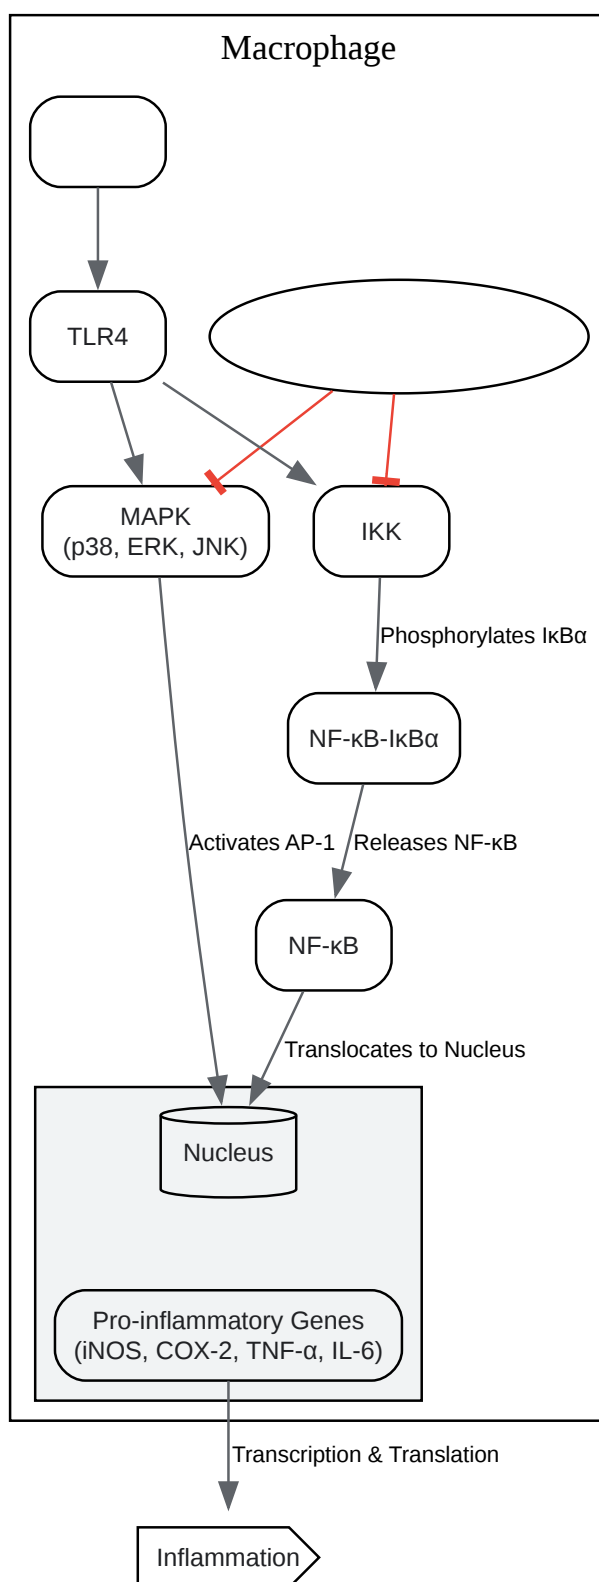 Macrophage
TLR4
MAPK
(p38, ERK, JNK)
IKK
Phosphorylates IκBα
NF-κB-IκBα
Activates AP-1
Releases NF-κB
NF-κB
Translocates to Nucleus
Nucleus
Pro-inflammatory Genes
(iNOS, COX-2, TNF-α, IL-6)
Transcription & Translation
Inflammation